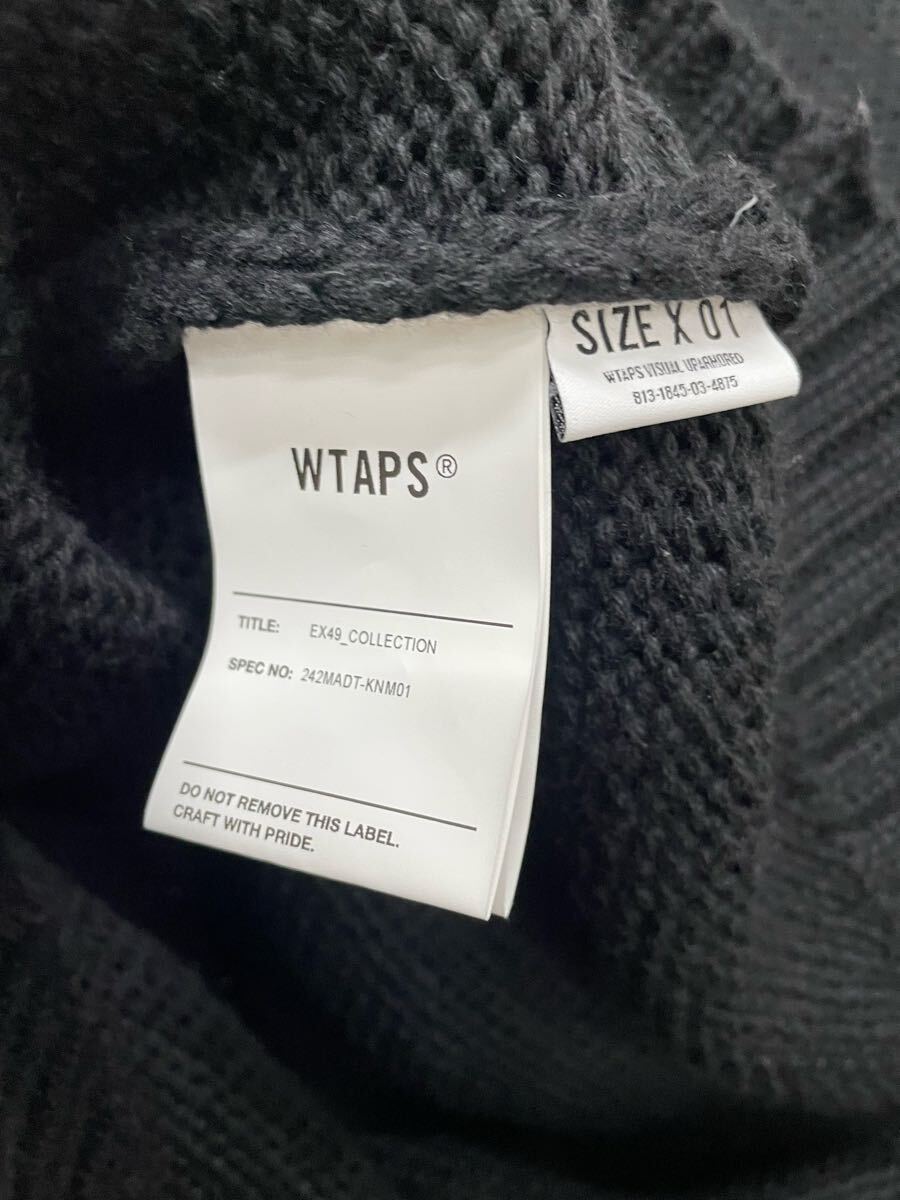 SIZE X 01
WTAPS VISUAL UPARMORED
813-1845-03-4875
WTAPS®
TITLE: EX49_COLLECTION
SPEC NO: 242MADT-KNM01
DO NOT REMOVE THIS LABEL.
CRAFT WITH PRIDE.